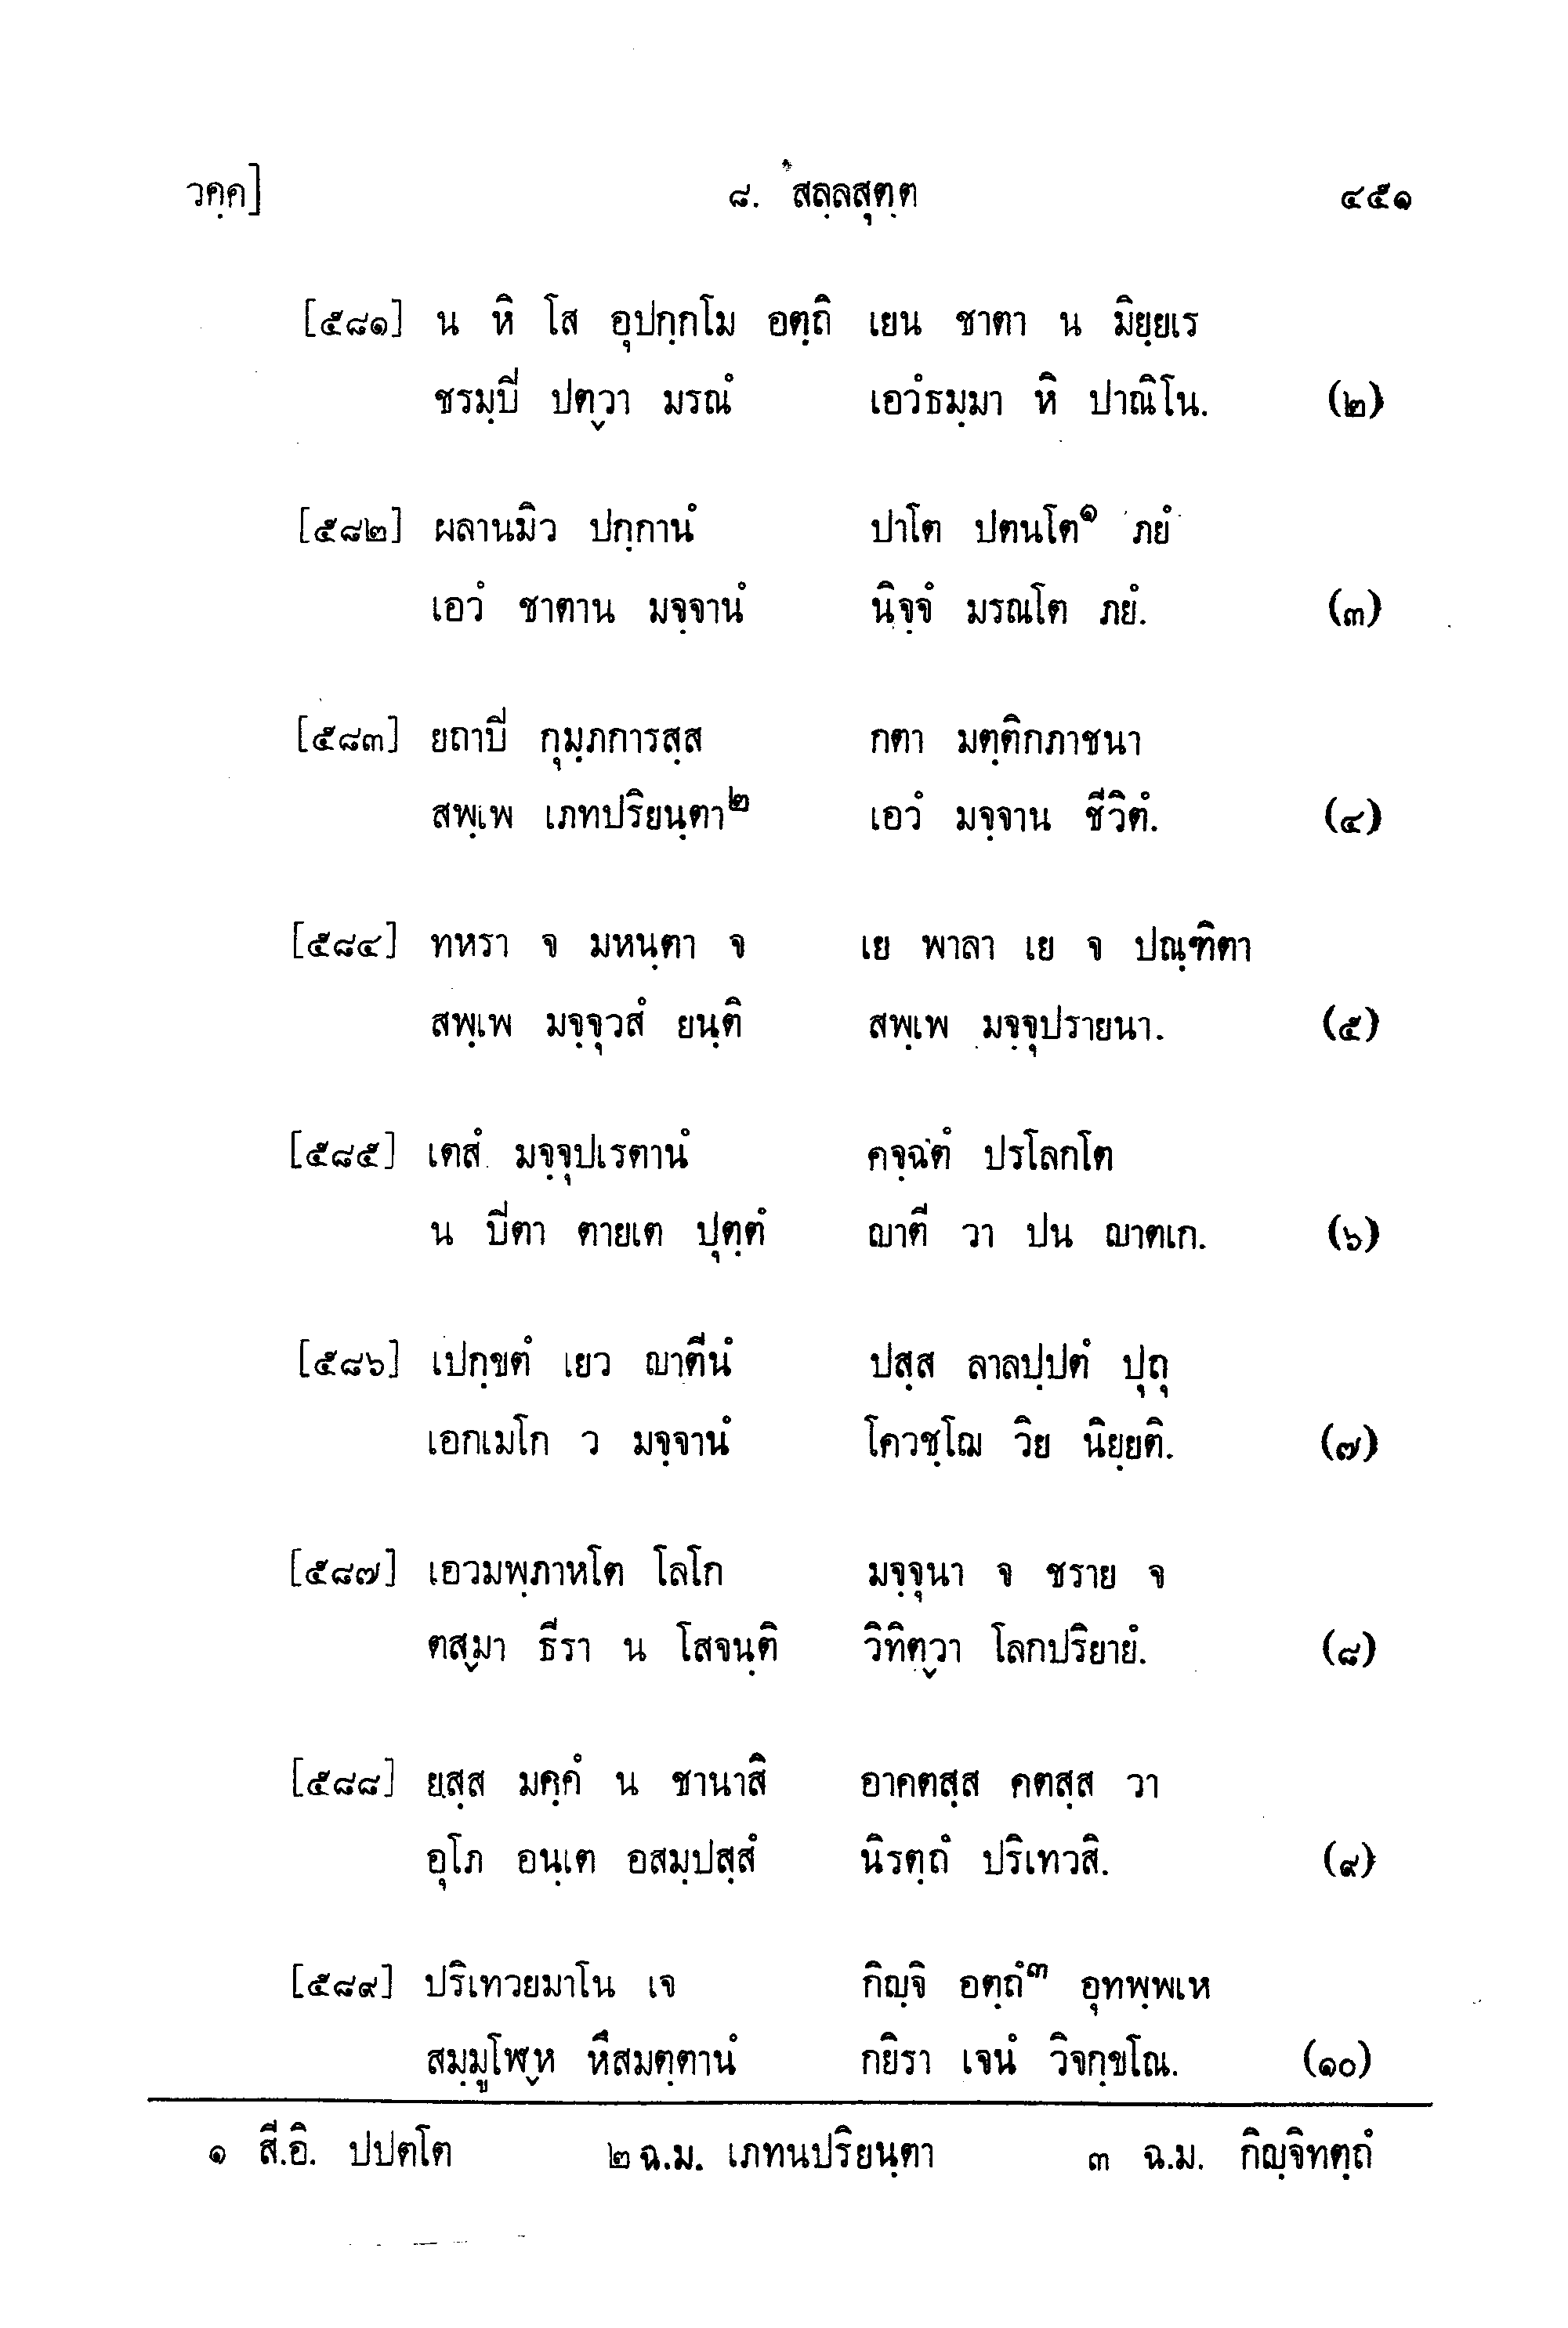 วคฺค] ๘. สลฺลสุตฺต ๔๕๑
[๕๘๑] น หิ โส อุปกฺกโม อตฺถิ เยน ชาตา น มิยฺยเร
ชรมฺปิ ปตฺวา มรณํ เอวํธมฺมา หิ ปาณิโน. (๒)
[๕๘๒] ผลานมิว ปกฺกานํ ปาโต ปตนโต๑ ภยํ
เอวํ ชาตาน มจฺจานํ นิจฺจํ มรณโต ภยํ. (๓)
[๕๘๓] ยถาปิ กุมฺภการสฺส กตา มตฺติกภาชนา
สพฺเพ เภทปริยนฺตา๒ เอวํ มจฺจาน ชีวิตํ. (๔)
[๕๘๔] ทหรา จ มหนฺตา จ เย พาลา เย จ ปณฺฑิตา
สพฺเพ มจฺจุวสํ ยนฺติ สพฺเพ มจฺจุปรายนา. (๕)
[๕๘๕] เตสํ มจฺจุปเรตานํ คจฺฉตํ ปรโลกโต
น ปิตา ตายเต ปุตฺตํ ญาตี วา ปน ญาตเก. (๖)
[๕๘๖] เปกฺขตํ เยว ญาตีนํ ปสฺส ลาลปฺปตํ ปุถุ
เอกเมโก ว มจฺจานํ โควชฺโฌ วิย นิยฺยติ. (๗)
[๕๘๗] เอวมพฺภาหโต โลโก มจฺจุนา จ ชราย จ
ตสฺมา ธีรา น โสจนฺติ วิทิตฺวา โลกปริยายํ. (๘)
[๕๘๘] ยสฺส มคฺคํ น ชานาสิ อาคตสฺส คตสฺส วา
อุโภ อนฺเต อสมฺปสฺสํ นิรตฺถํ ปริเทวสิ. (๙)
[๕๘๙] ปริเทวยมาโน เจ กิญฺจิ อตฺถํ๓ อุทพฺพเห
สมฺมูโฬฺห หึสมตฺตานํ กยิรา เจนํ วิจกฺขโณ. (๑๐)
๑ สี.อิ. ปปตโต ๒ ฉ.ม. เภทนปริยนฺตา ๓ ฉ.ม. กิญฺจิทตฺถํ